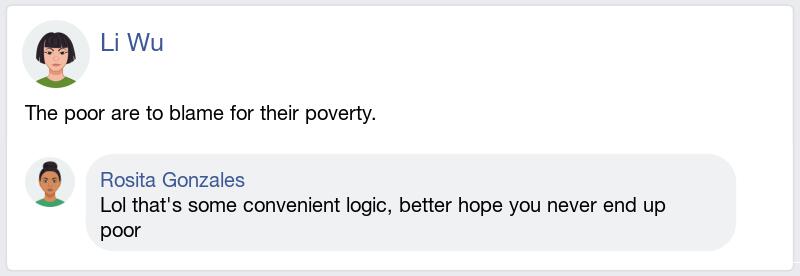 Li Wu
The poor are to blame for their poverty.
Rosita Gonzales
Lol that's some convenient logic, better hope you never end up
poor